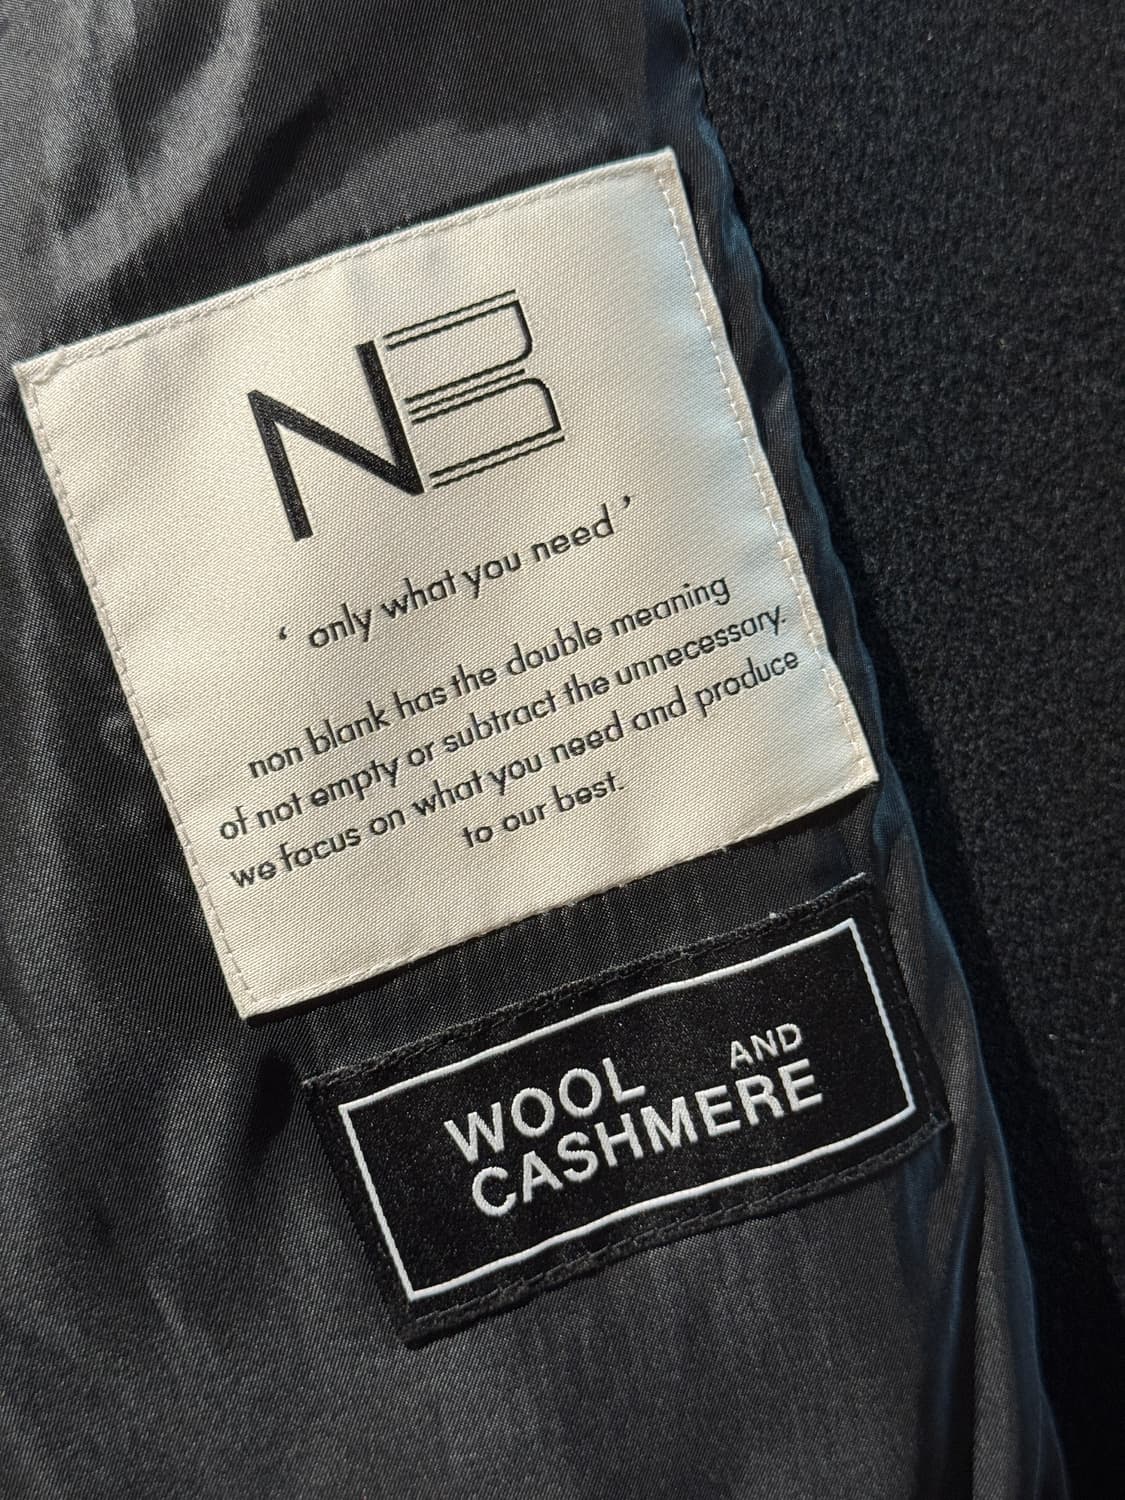 NB
‘ only what you need ’
non blank has the double meaning
of not empty or subtract the unnecessary.
we focus on what you need and produce
to our best.
WOOL AND
CASHMERE